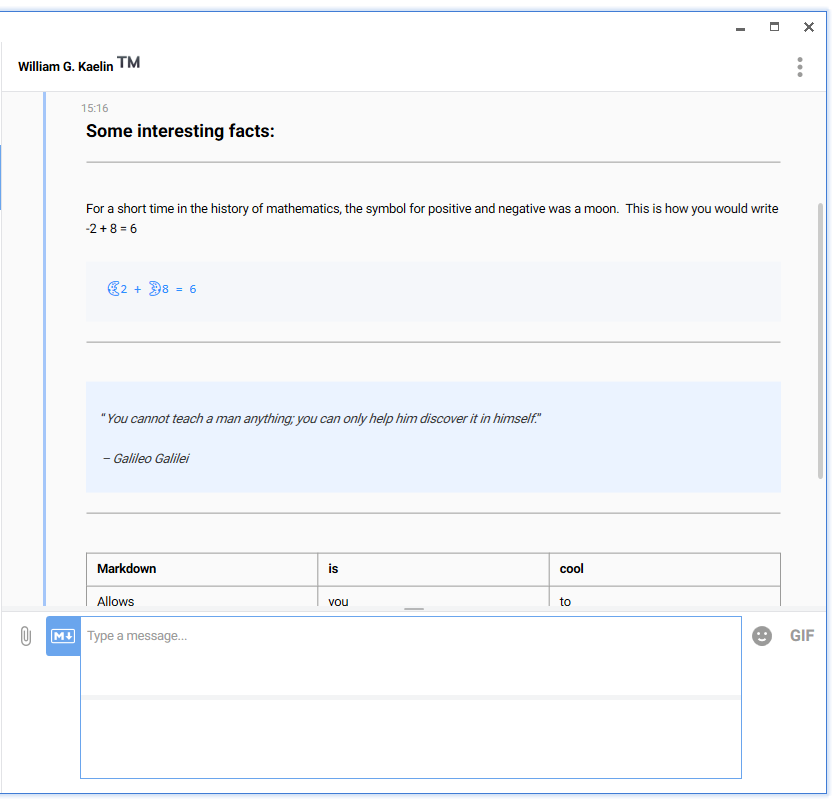 William G. Kaelin TM
15:16
Some interesting facts:
For a short time in the history of mathematics, the symbol for positive and negative was a moon.  This is how you would write
-2 + 8 = 6
🌜2 + 🌛8 = 6
“You cannot teach a man anything; you can only help him discover it in himself.”
– Galileo Galilei
Markdown is cool
Allows you to
M↓ Type a message...
GIF